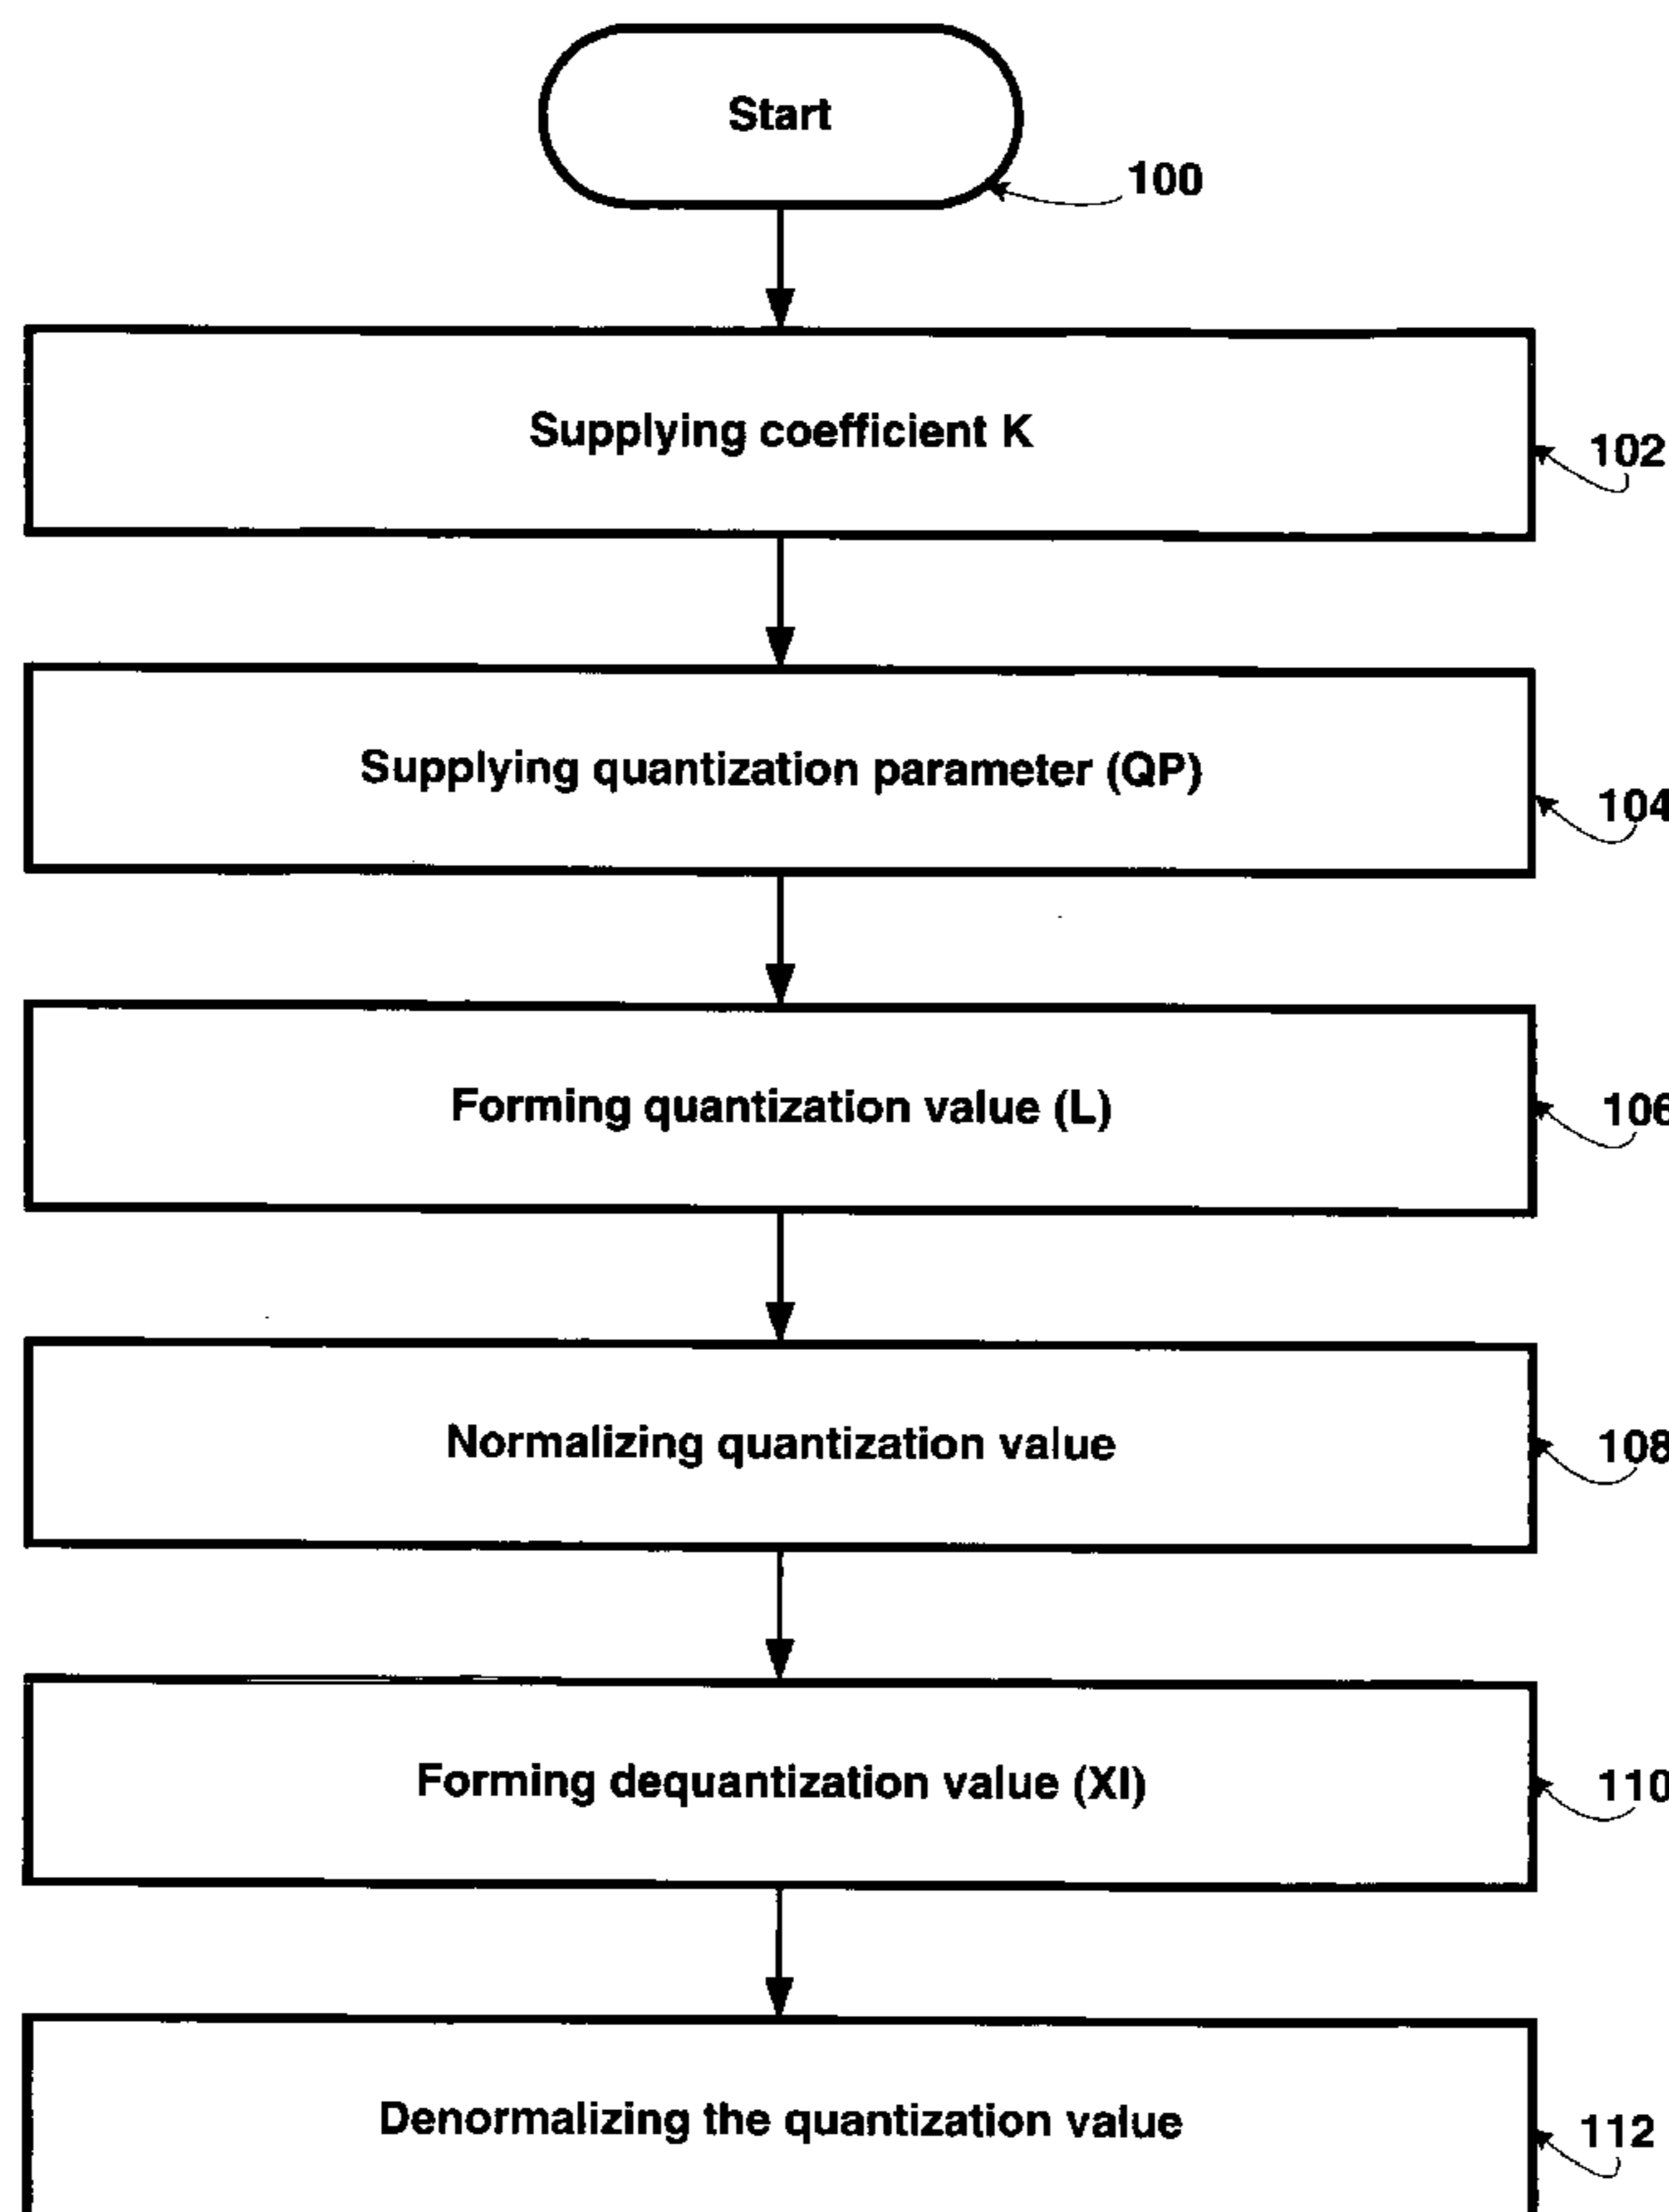 Start
100
Supplying coefficient K
102
Supplying quantization parameter (QP)
104
Forming quantization value (L)
106
Normalizing quantization value
108
Forming dequantization value (XI)
110
Denormalizing the quantization value
112